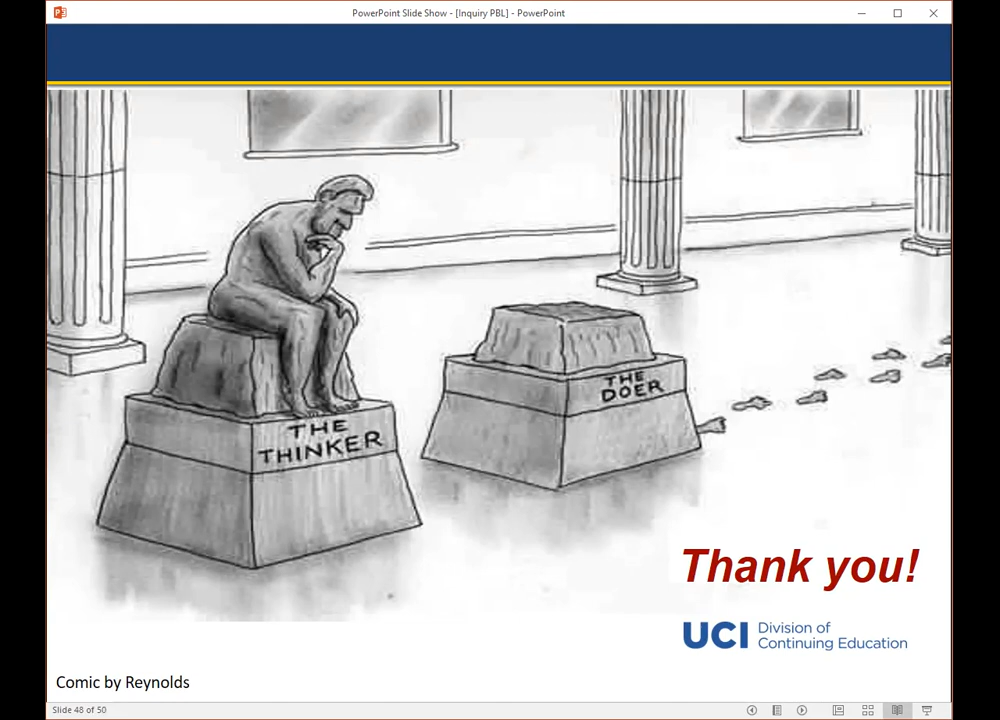 PowerPoint Slide Show - [Inquiry PBL] - PowerPoint
THE
THINKER
THE
DOER
Thank you!
UCI Division of
Continuing Education
Comic by Reynolds
Slide 48 of 50